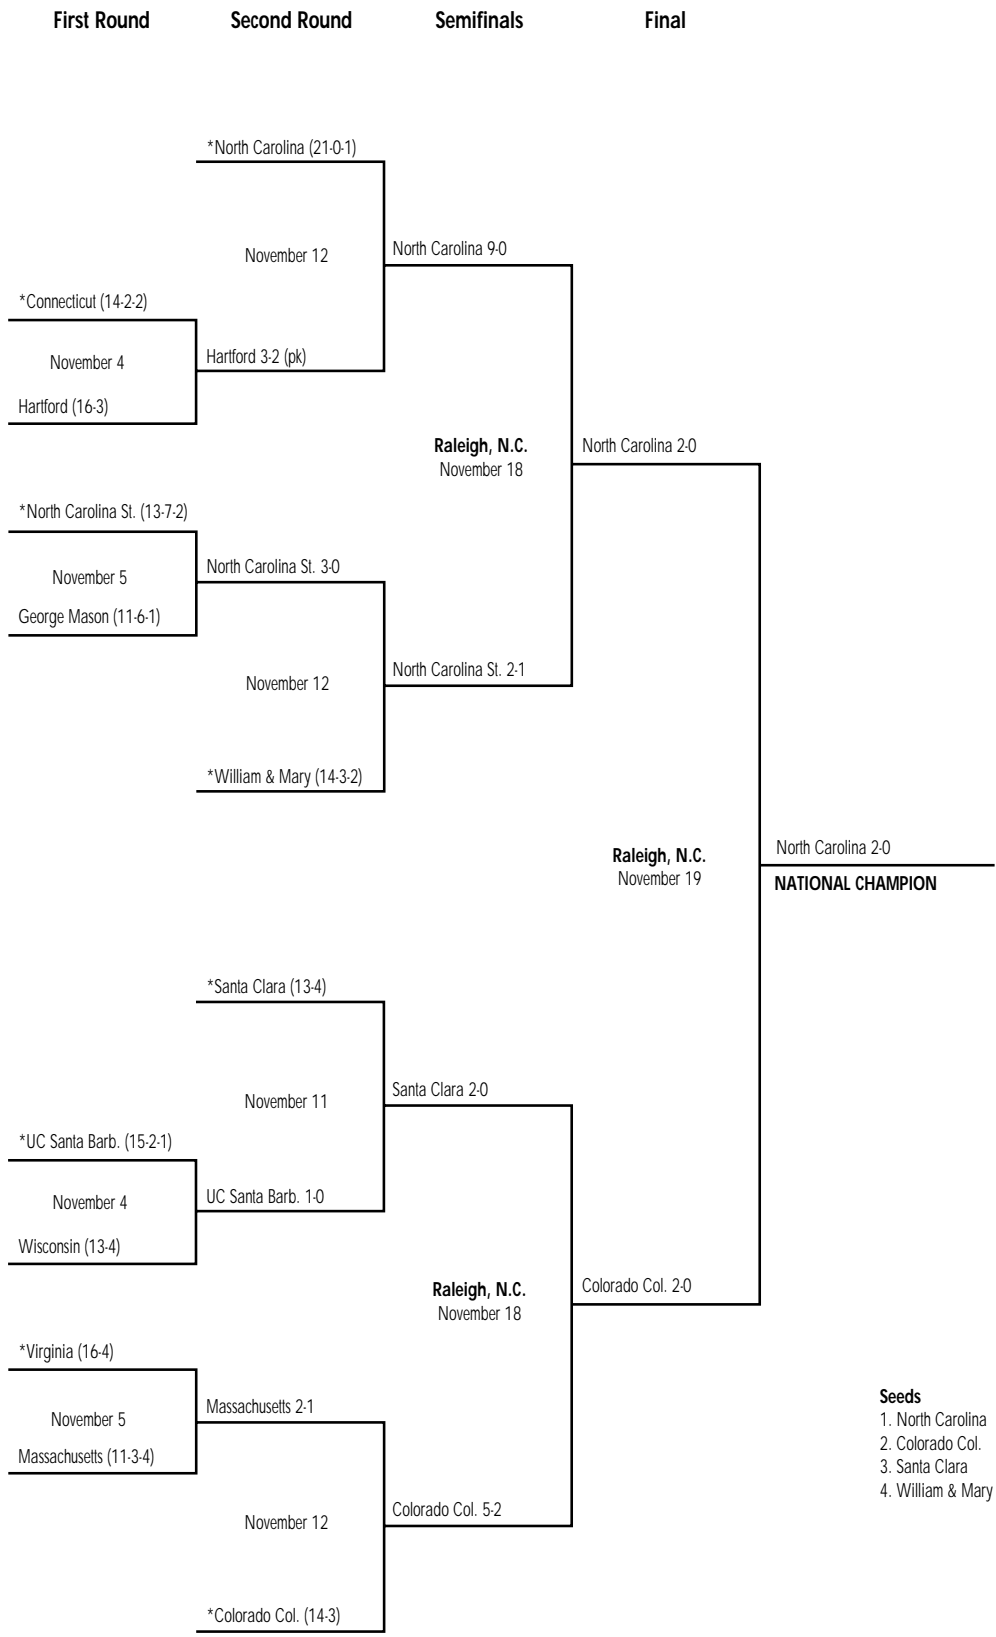 First Round Second Round Semifinals Final
*North Carolina (21-0-1)
November 12
North Carolina 9-0
*Connecticut (14-2-2)
November 4
Hartford 3-2 (pk)
Hartford (16-3)
Raleigh, N.C.
November 18
North Carolina 2-0
*North Carolina St. (13-7-2)
November 5
North Carolina St. 3-0
George Mason (11-6-1)
November 12
North Carolina St. 2-1
*William & Mary (14-3-2)
Raleigh, N.C.
November 19
North Carolina 2-0
NATIONAL CHAMPION
*Santa Clara (13-4)
November 11
Santa Clara 2-0
*UC Santa Barb. (15-2-1)
November 4
UC Santa Barb. 1-0
Wisconsin (13-4)
Raleigh, N.C.
November 18
Colorado Col. 2-0
*Virginia (16-4)
November 5
Massachusetts 2-1
Massachusetts (11-3-4)
November 12
Colorado Col. 5-2
*Colorado Col. (14-3)
Seeds
1. North Carolina
2. Colorado Col.
3. Santa Clara
4. William & Mary